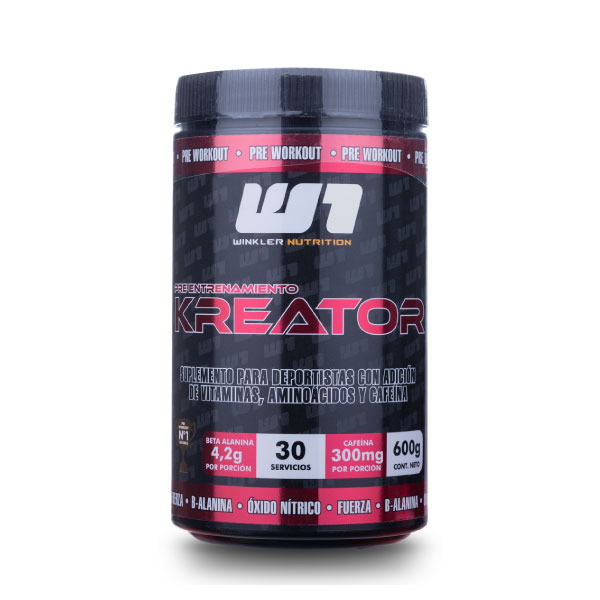 PRE WORKOUT • PRE WORKOUT • PRE WORKOUT •
W1
WINKLER NUTRITION
PRE ENTRENAMIENTO
KREATOR
SUPLEMENTO PARA DEPORTISTAS CON ADICIÓN
DE VITAMINAS, AMINOÁCIDOS Y CAFEÍNA
Nº1
BETA ALANINA
4,2g
POR PORCIÓN
30
SERVICIOS
CAFEÍNA
300mg
POR PORCIÓN
600g
CONT. NETO
FUERZA • B-ALANINA • ÓXIDO NÍTRICO • FUERZA • B-ALANINA •